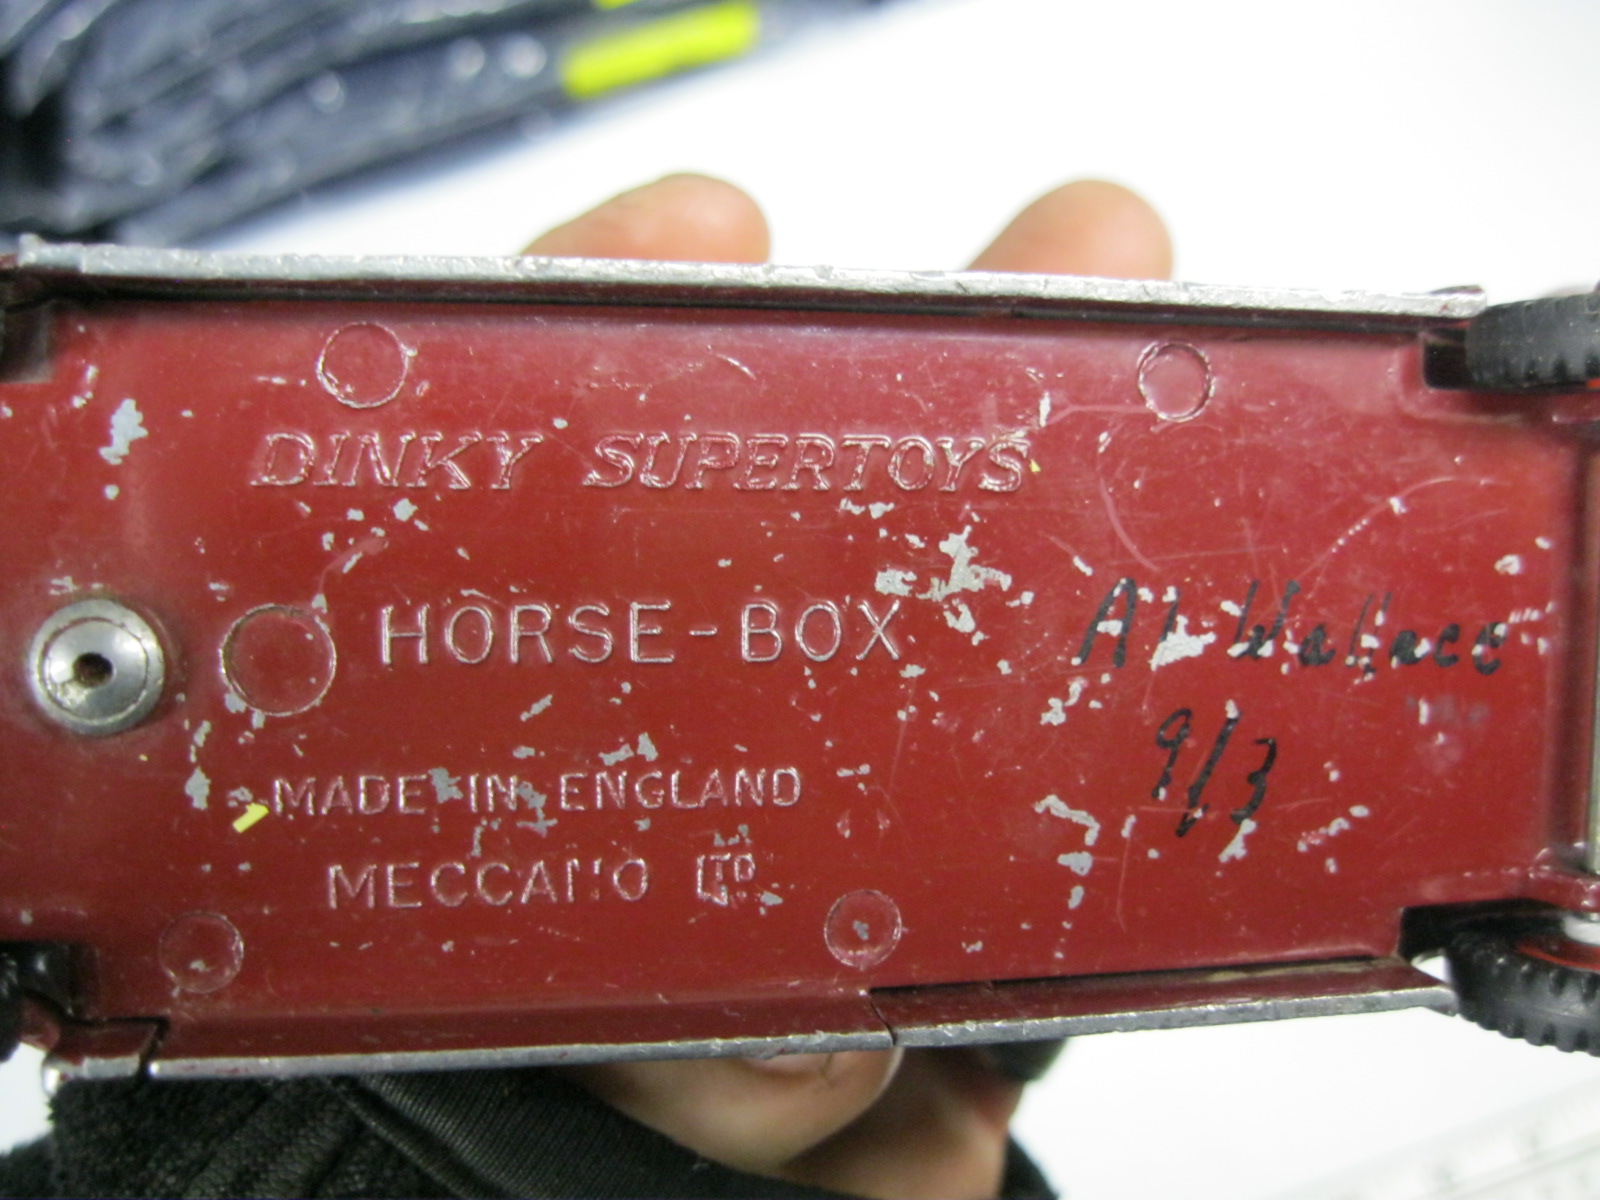 DINKY SUPERTOYS
HORSE-BOX
Al Wallace
9/3
MADE IN ENGLAND
MECCANO LTD